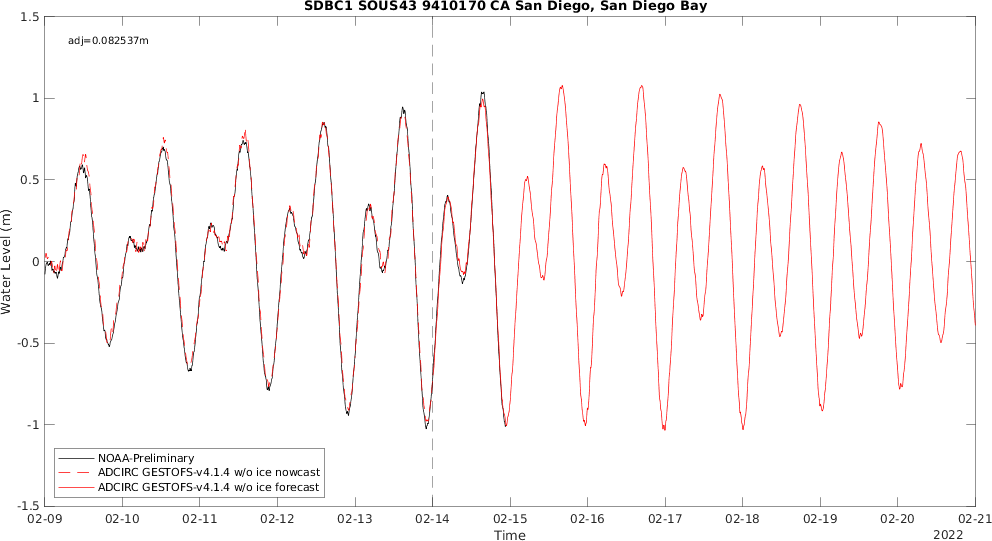 SDBC1 SOUS43 9410170 CA San Diego, San Diego Bay
adj=0.082537m
1.5
1
0.5
0
-0.5
-1
-1.5
Water Level (m)
NOAA-Preliminary
ADCIRC GESTOFS-v4.1.4 w/o ice nowcast
ADCIRC GESTOFS-v4.1.4 w/o ice forecast
02-09 02-10 02-11 02-12 02-13 02-14 02-15 02-16 02-17 02-18 02-19 02-20 02-21
Time
2022